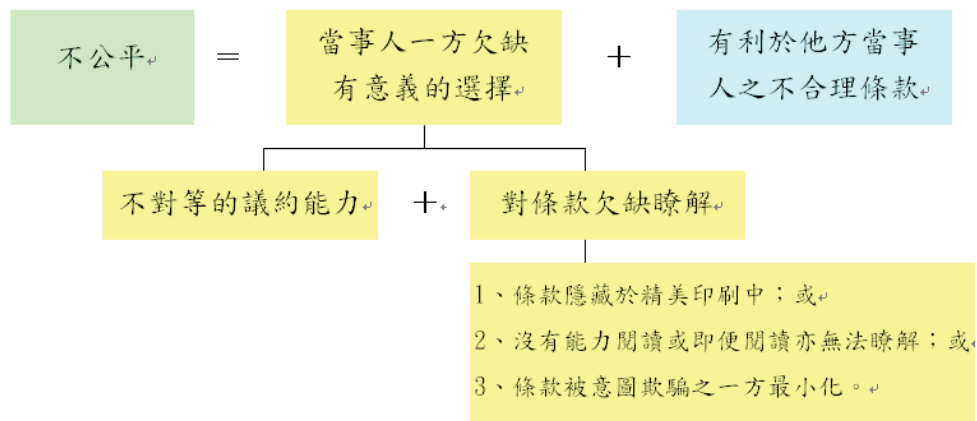 不公平
=
當事人一方欠缺
有意義的選擇
+
有利於他方當事
人之不合理條款
不對等的議約能力
+
對條款欠缺瞭解
1、條款隱藏於精美印刷中；或
2、沒有能力閱讀或即便閱讀亦無法瞭解；或
3、條款被意圖欺騙之一方最小化。